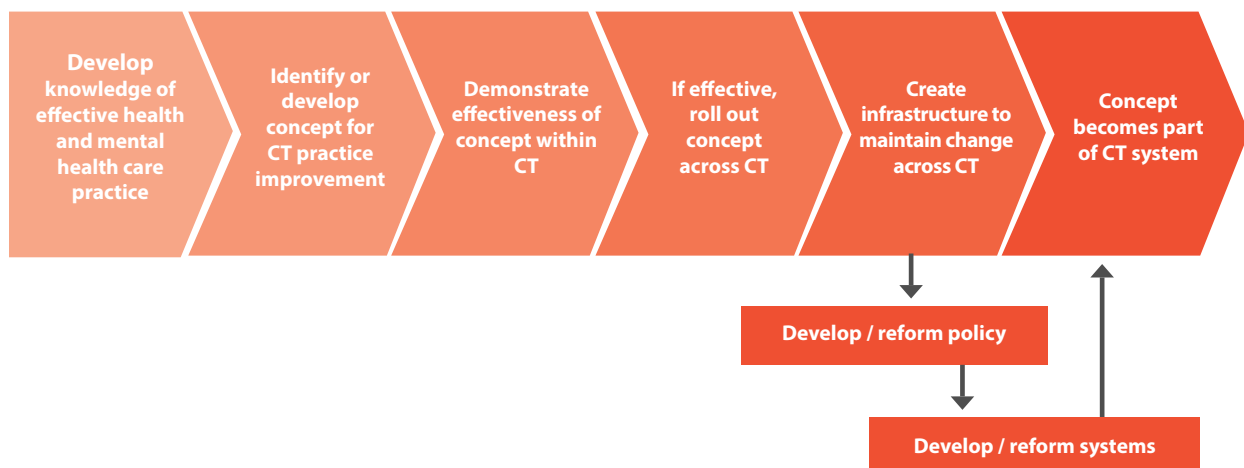 Develop
knowledge of
effective health
and mental
health care
practice
Identify or
develop
concept for
CT practice
improvement
Demonstrate
effectiveness of
concept within
CT
If effective,
roll out
concept
across CT
Create
infrastructure to
maintain change
across CT
Concept
becomes part
of CT system
Develop / reform policy
Develop / reform systems